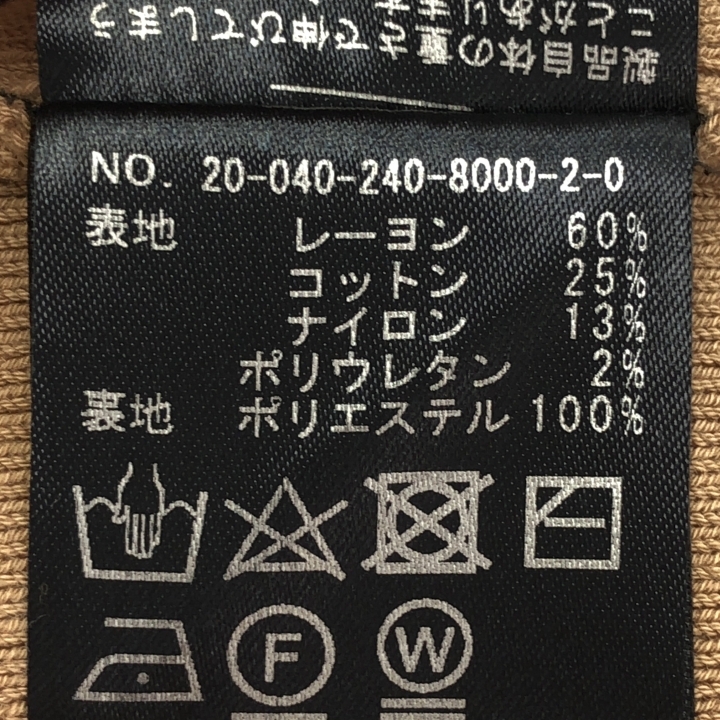 製品自体の重さで伸びてしまう
ことがあります
NO. 20-040-240-8000-2-0
表地 レーヨン 60%
コットン 25%
ナイロン 13%
ポリウレタン 2%
裏地 ポリエステル 100%
F W